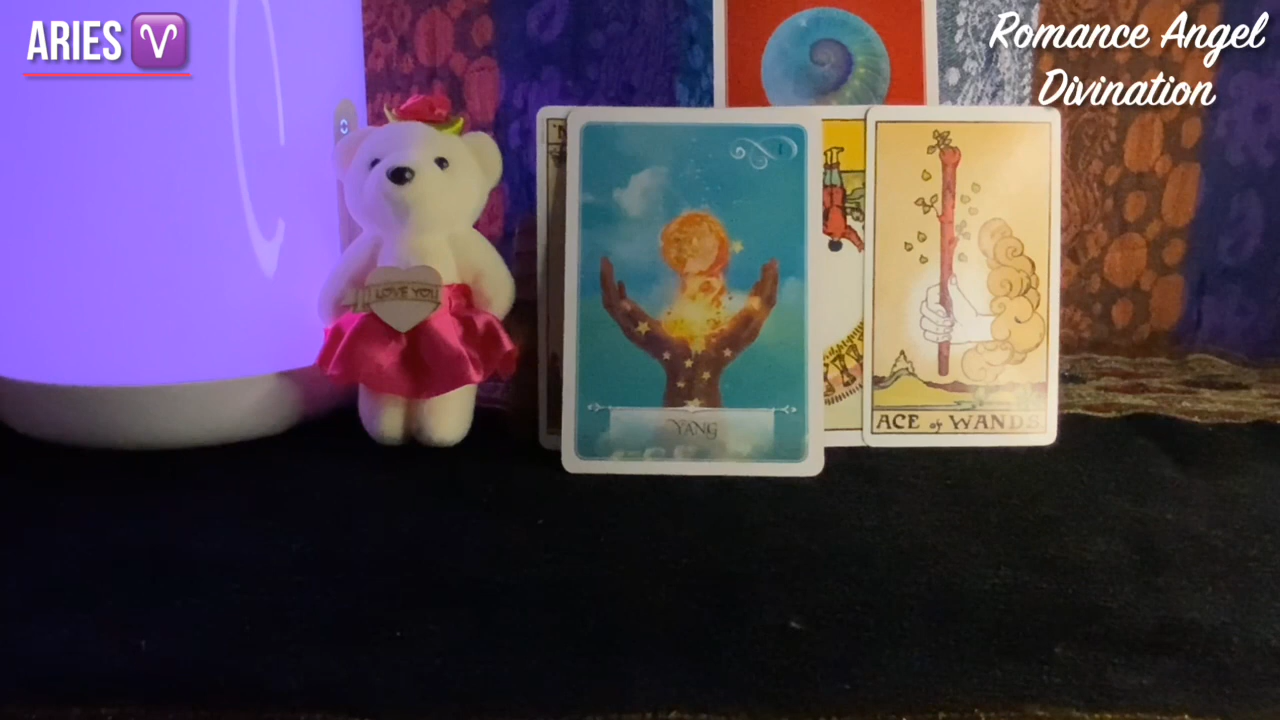 ARIES ♈
Romance Angel
Divination
I LOVE YOU
YANG
ACE of WANDS